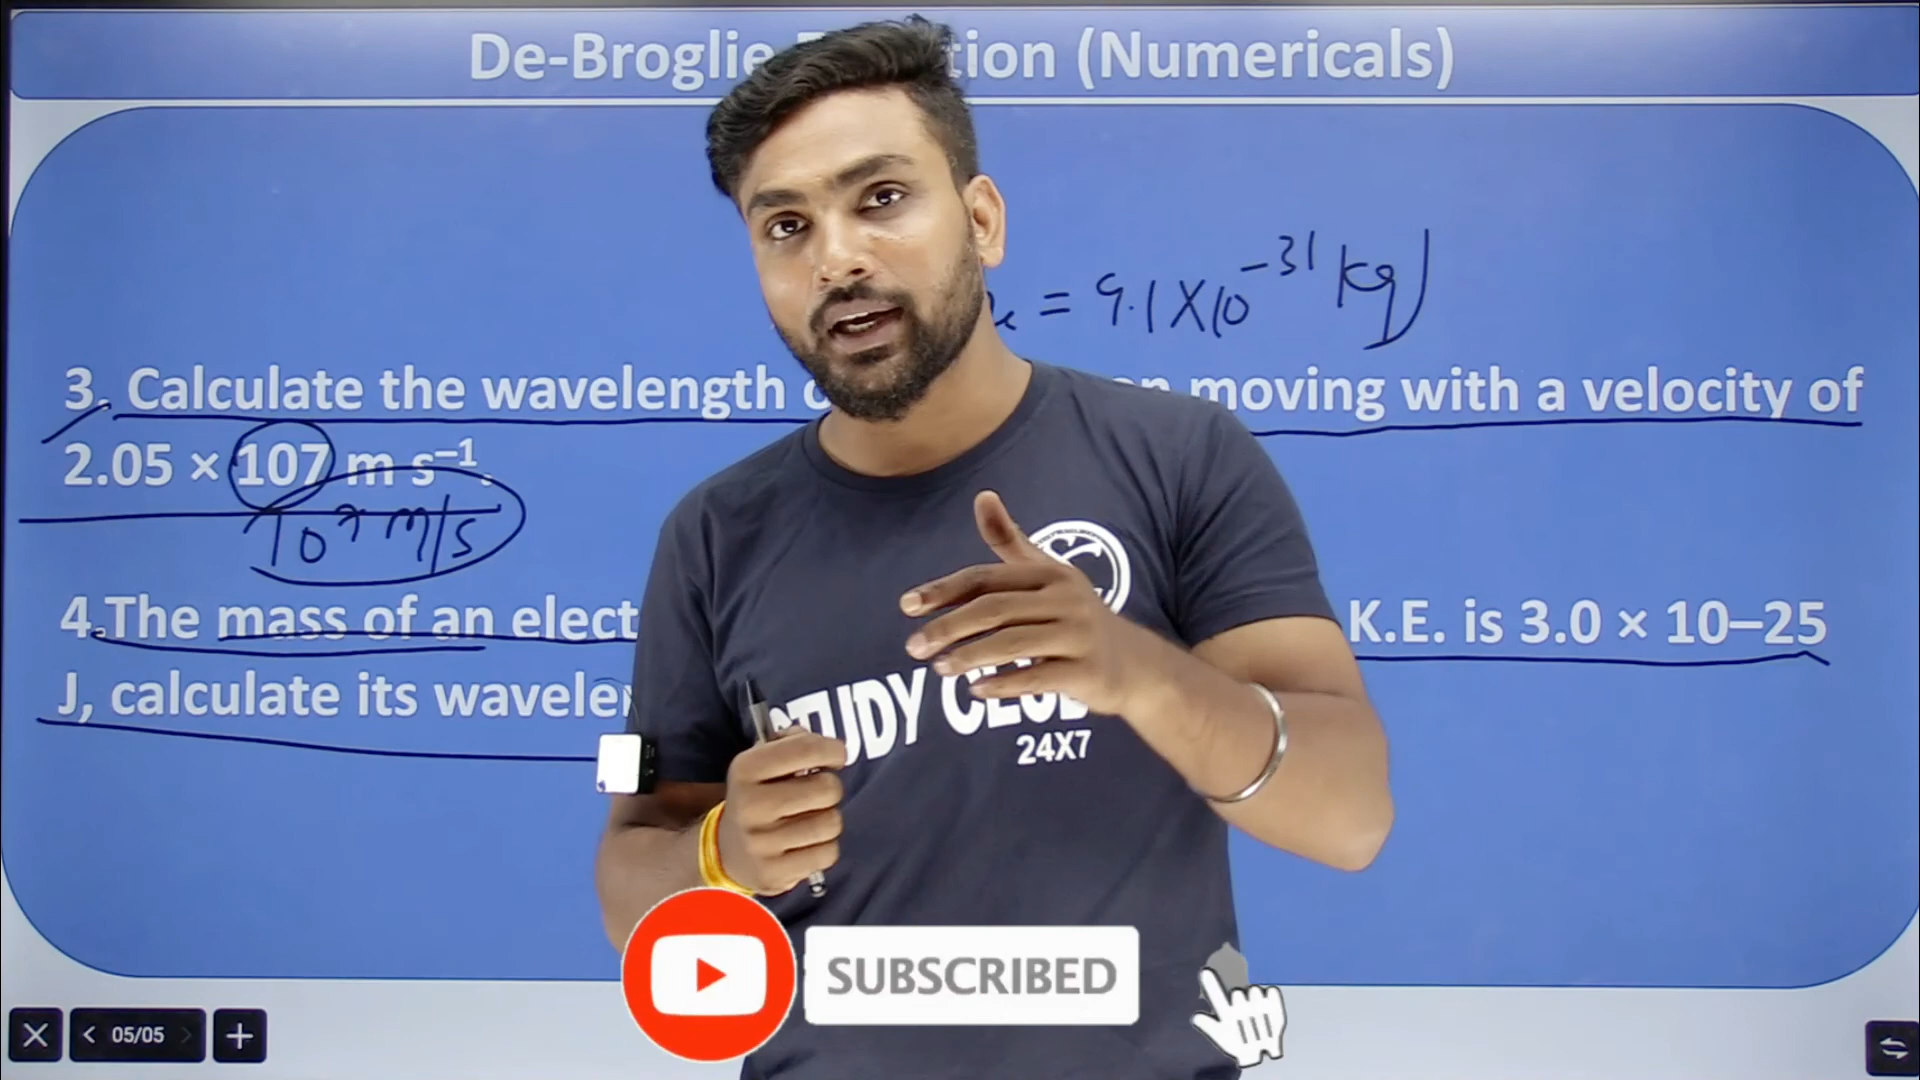 De-Broglie tion (Numericals)
= 9.1 X 10⁻³¹ kg
3. Calculate the wavelength moving with a velocity of
2.05 × 107 m s⁻¹.
10⁷ m/s
4.The mass of an elect K.E. is 3.0 × 10–25
J, calculate its wavele
STUDY CLUB
24X7
SUBSCRIBED
05/05